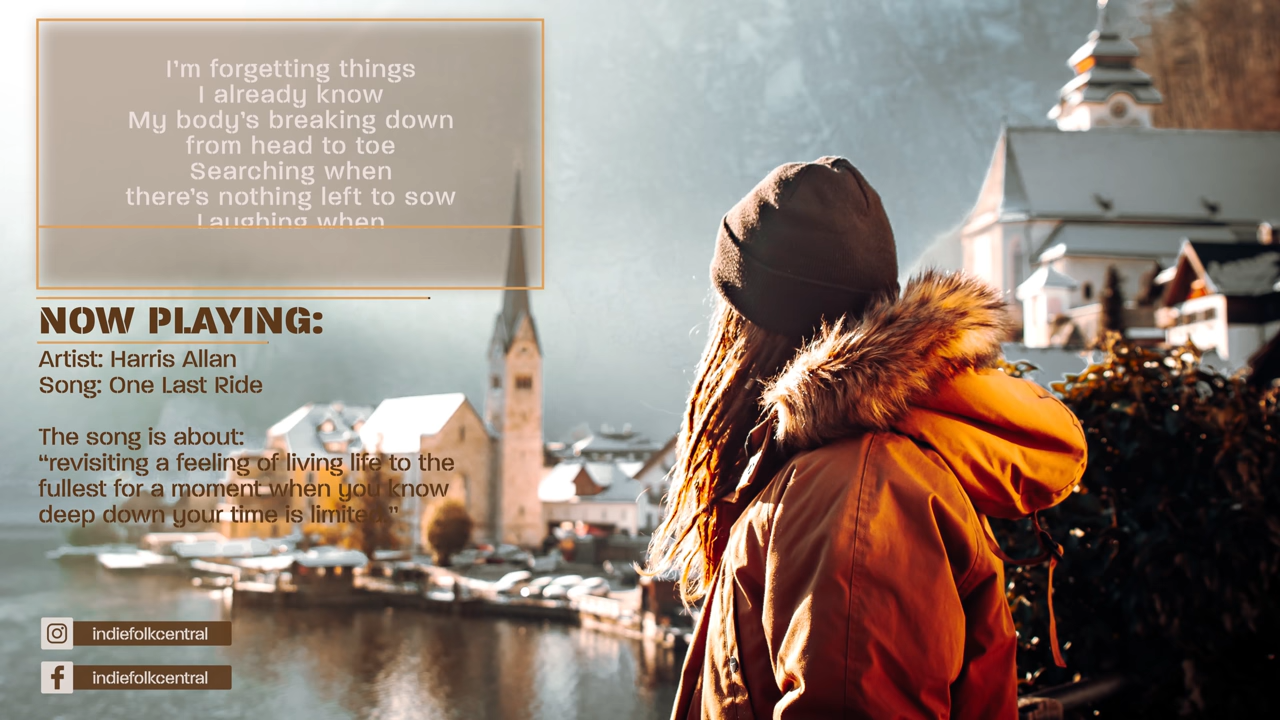 I'm forgetting things
I already know
My body's breaking down
from head to toe
Searching when
there's nothing left to sow
Laughing when
NOW PLAYING:
Artist: Harris Allan
Song: One Last Ride
The song is about:
“revisiting a feeling of living life to the
fullest for a moment when you know
deep down your time is limited.”
indiefolkcentral
indiefolkcentral